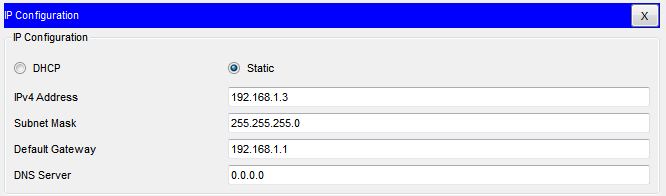 IP Configuration X
IP Configuration
DHCP Static
IPv4 Address 192.168.1.3
Subnet Mask 255.255.255.0
Default Gateway 192.168.1.1
DNS Server 0.0.0.0